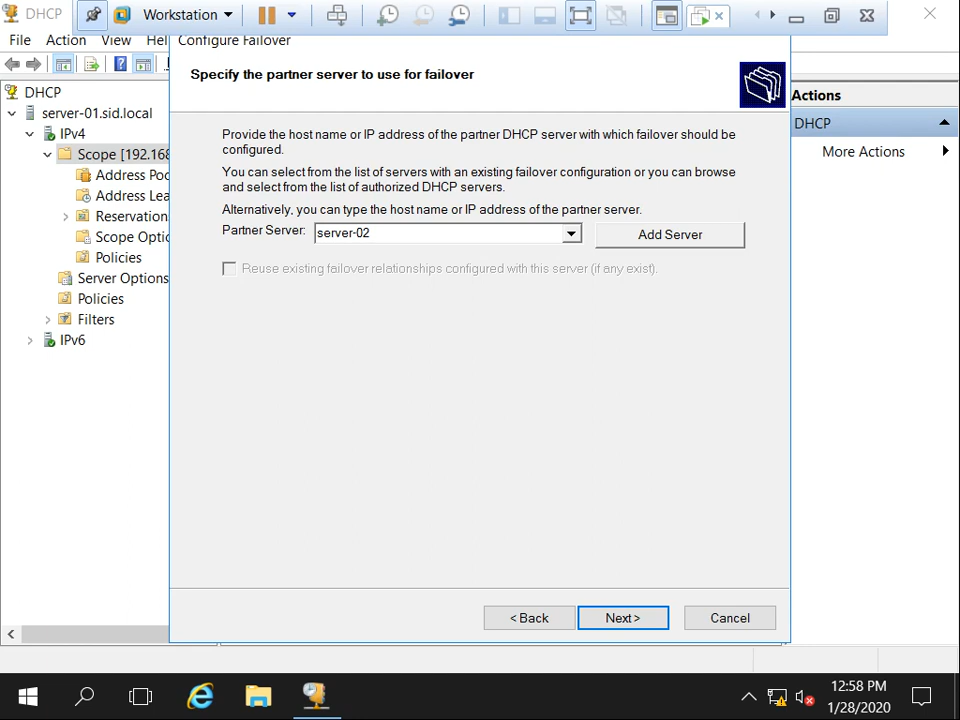 DHCP
Workstation
File Action View Hel
Configure Failover
Specify the partner server to use for failover
DHCP
server-01.sid.local
IPv4
Scope [192.168
Address Poo
Address Lea
Reservation
Scope Optic
Policies
Server Options
Policies
Filters
IPv6
Provide the host name or IP address of the partner DHCP server with which failover should be
configured.
You can select from the list of servers with an existing failover configuration or you can browse
and select from the list of authorized DHCP servers.
Alternatively, you can type the host name or IP address of the partner server.
Partner Server: server-02 Add Server
Reuse existing failover relationships configured with this server (if any exist).
< Back Next > Cancel
Actions
DHCP
More Actions
12:58 PM
1/28/2020